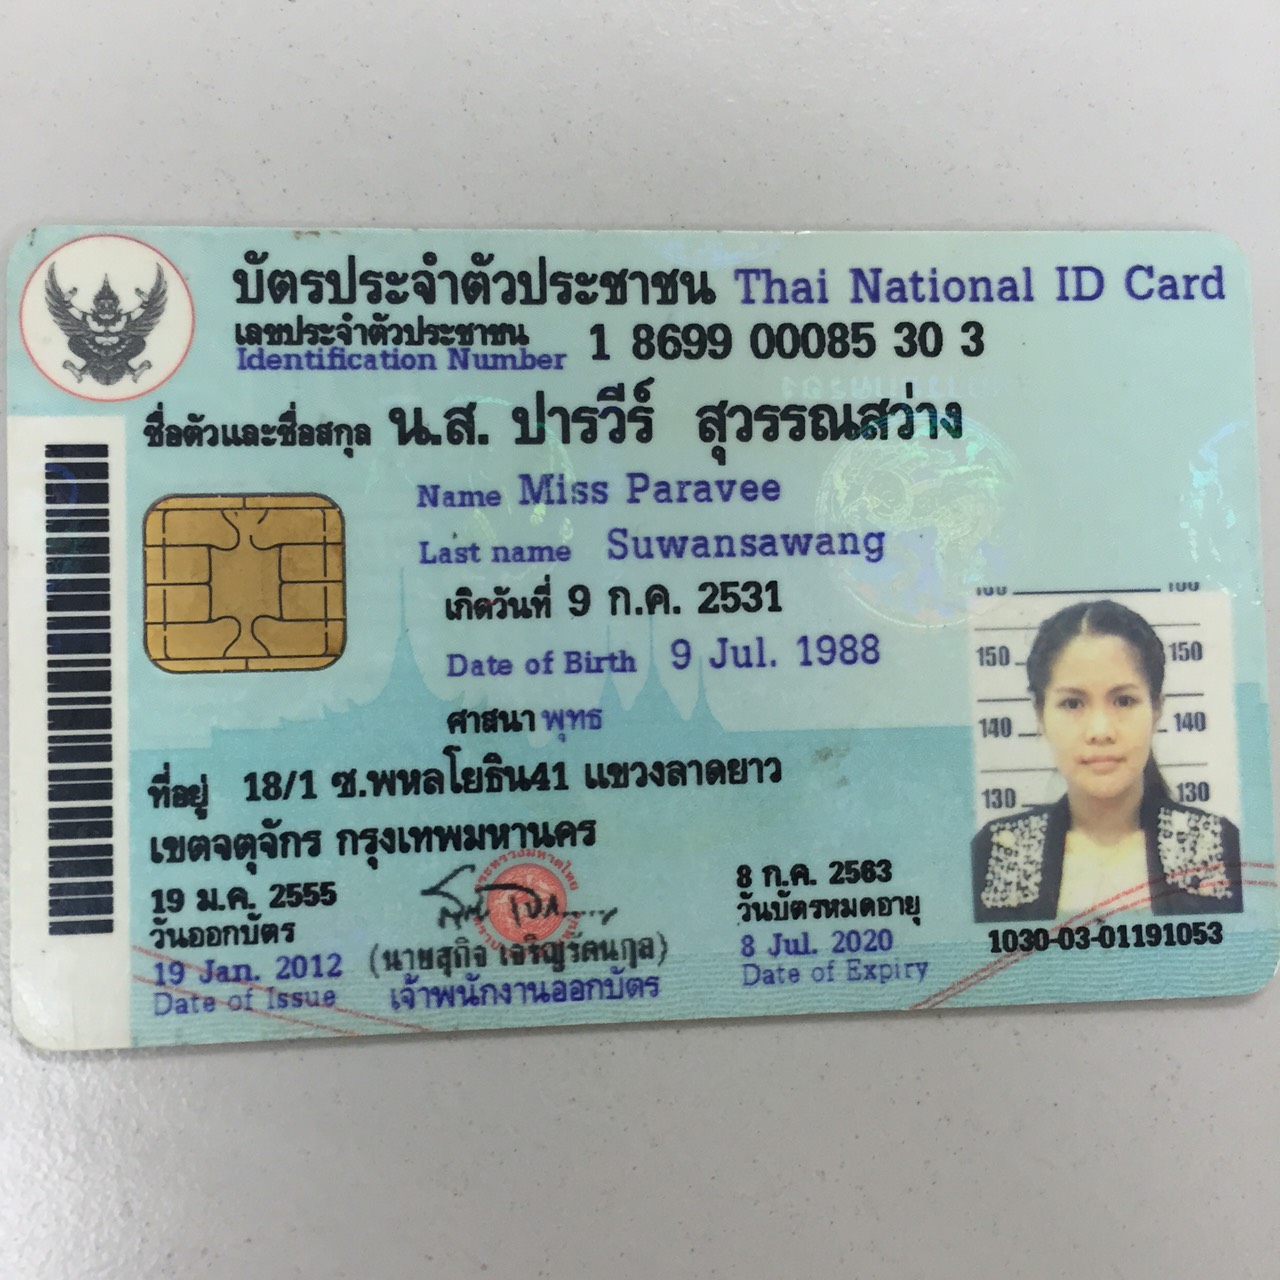 บัตรประจำตัวประชาชน Thai National ID Card
เลขประจำตัวประชาชน
Identification Number 1 8699 00085 30 3
ชื่อตัวและชื่อสกุล น.ส. ปารวีร์ สุวรรณสว่าง
Name Miss Paravee
Last name Suwansawang
เกิดวันที่ 9 ก.ค. 2531
Date of Birth 9 Jul. 1988
ศาสนา พุทธ
ที่อยู่ 18/1 ซ.พหลโยธิน41 แขวงลาดยาว
เขตจตุจักร กรุงเทพมหานคร
150 150
140 140
130 130
19 ม.ค. 2555
วันออกบัตร
19 Jan. 2012
Date of Issue
(นายสุกิจ เจริญรัตนกุล)
เจ้าพนักงานออกบัตร
8 ก.ค. 2563
วันบัตรหมดอายุ
8 Jul. 2020
Date of Expiry
1030-03-01191053